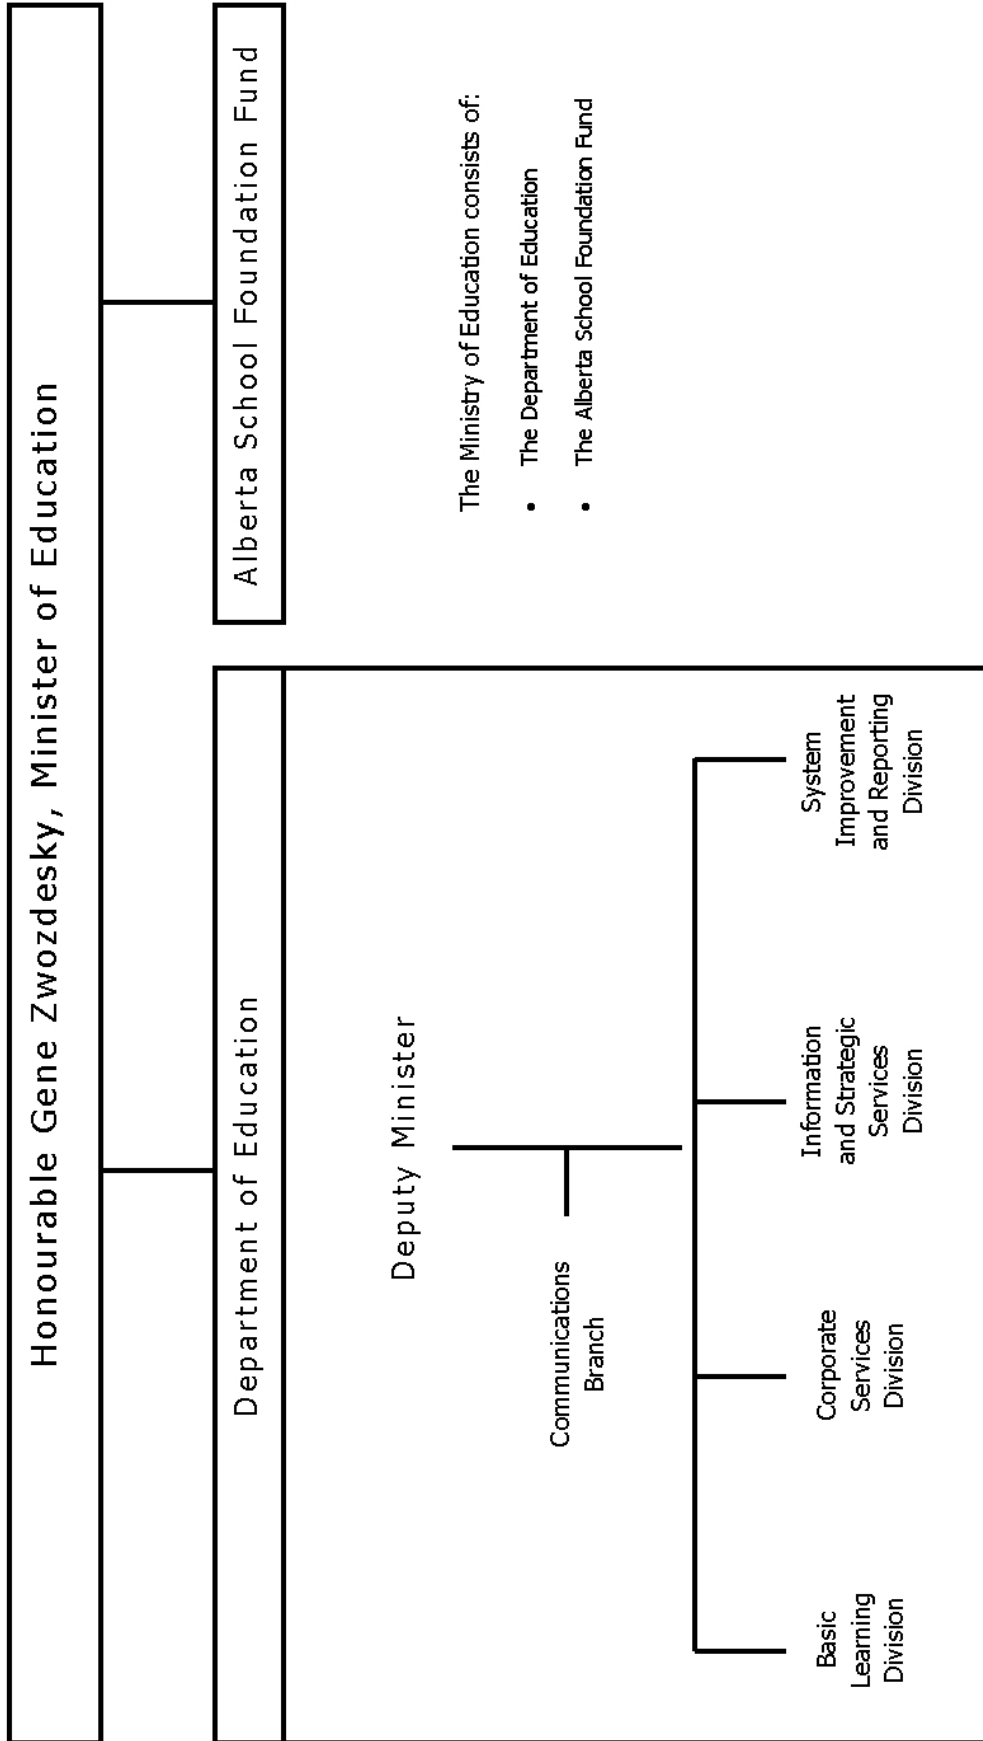 Honourable Gene Zwozdesky, Minister of Education
Department of Education
Alberta School Foundation Fund
Deputy Minister
Communications
Branch
Basic
Learning
Division
Corporate
Services
Division
Information
and Strategic
Services
Division
System
Improvement
and Reporting
Division
The Ministry of Education consists of:
• The Department of Education
• The Alberta School Foundation Fund